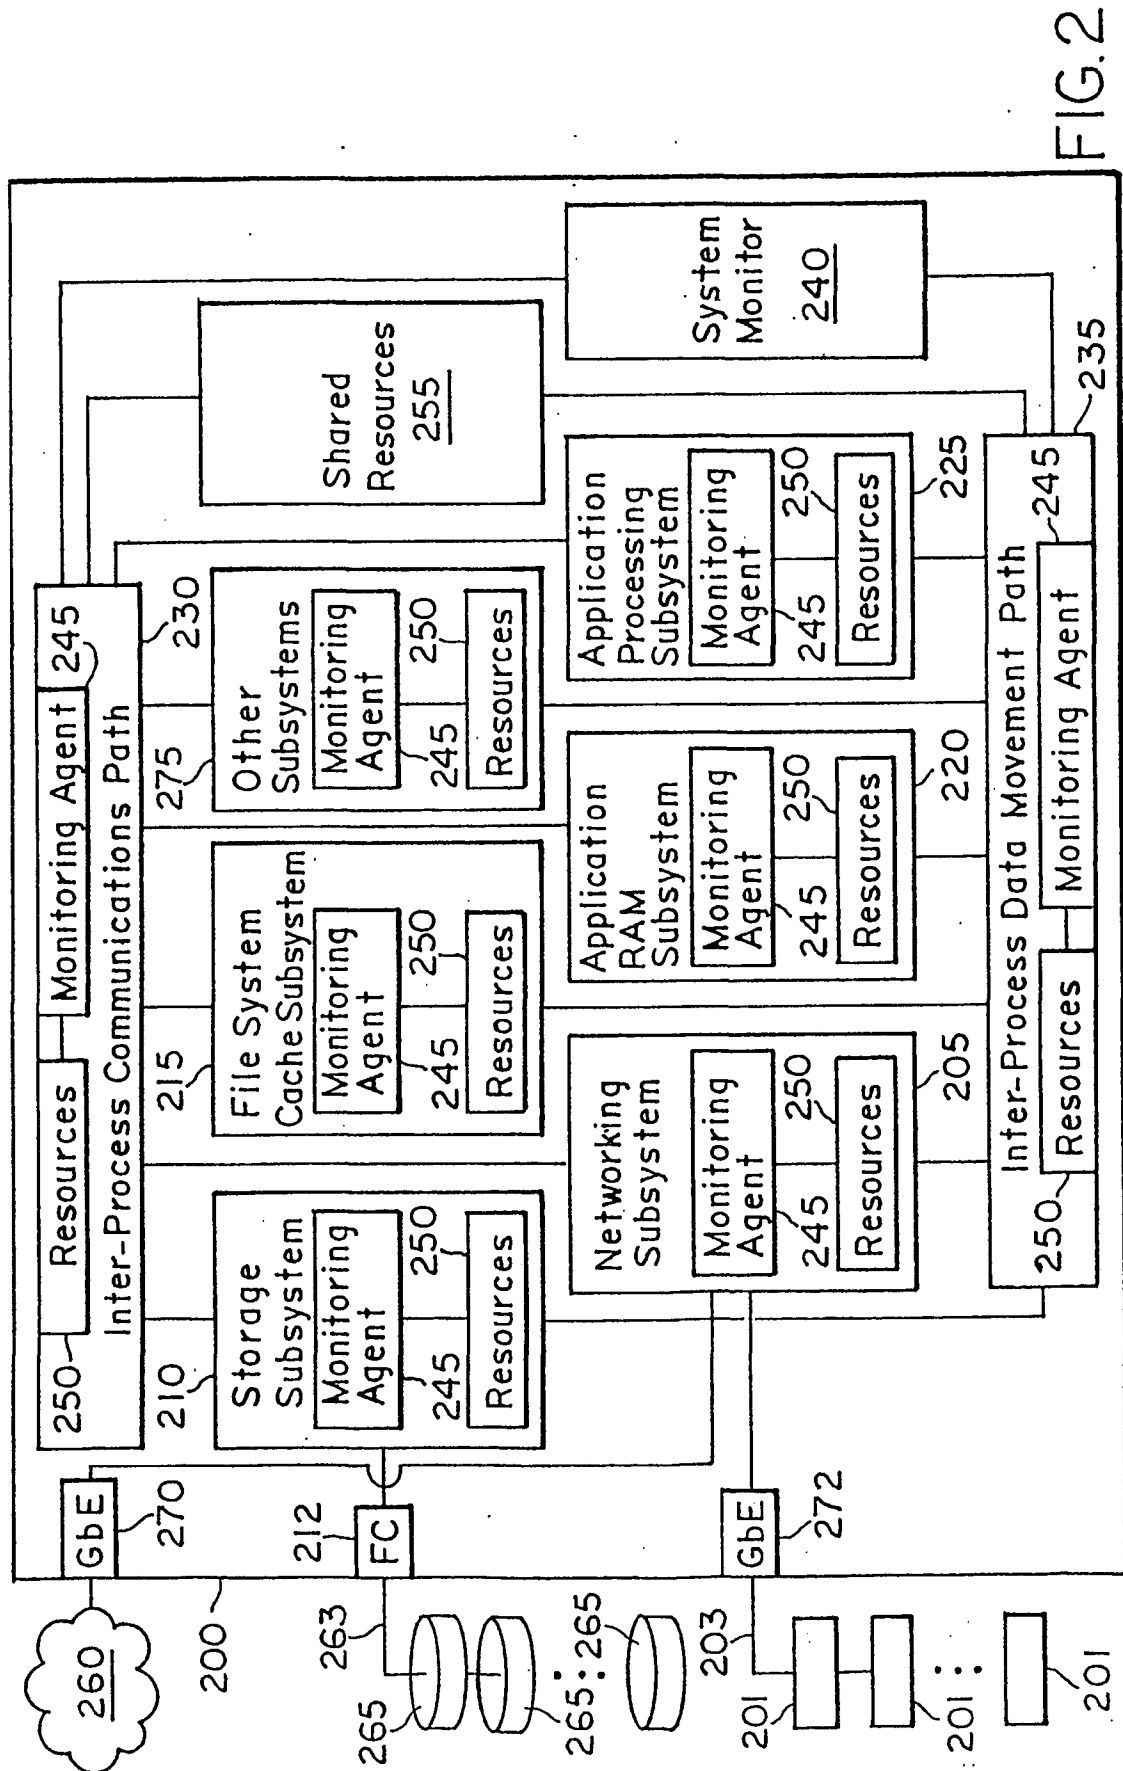 260
GbE
270
200
250
Resources
Monitoring Agent
245
Inter-Process Communications Path
230
210
Storage
Subsystem
Monitoring
Agent
245
250
Resources
215
File System
Cache Subsystem
Monitoring
Agent
245
250
Resources
275
Other
Subsystems
Monitoring
Agent
245
250
Resources
Shared
Resources
255
212
FC
263
265
265
265
Networking
Subsystem
Monitoring
Agent
245
250
Resources
205
Application
RAM
Subsystem
Monitoring
Agent
245
250
Resources
220
Application
Processing
Subsystem
Monitoring
Agent
245
250
Resources
225
System
Monitor
240
GbE
272
203
201
201
201
Inter-Process Data Movement Path
235
250
Resources
Monitoring Agent
245
FIG.2